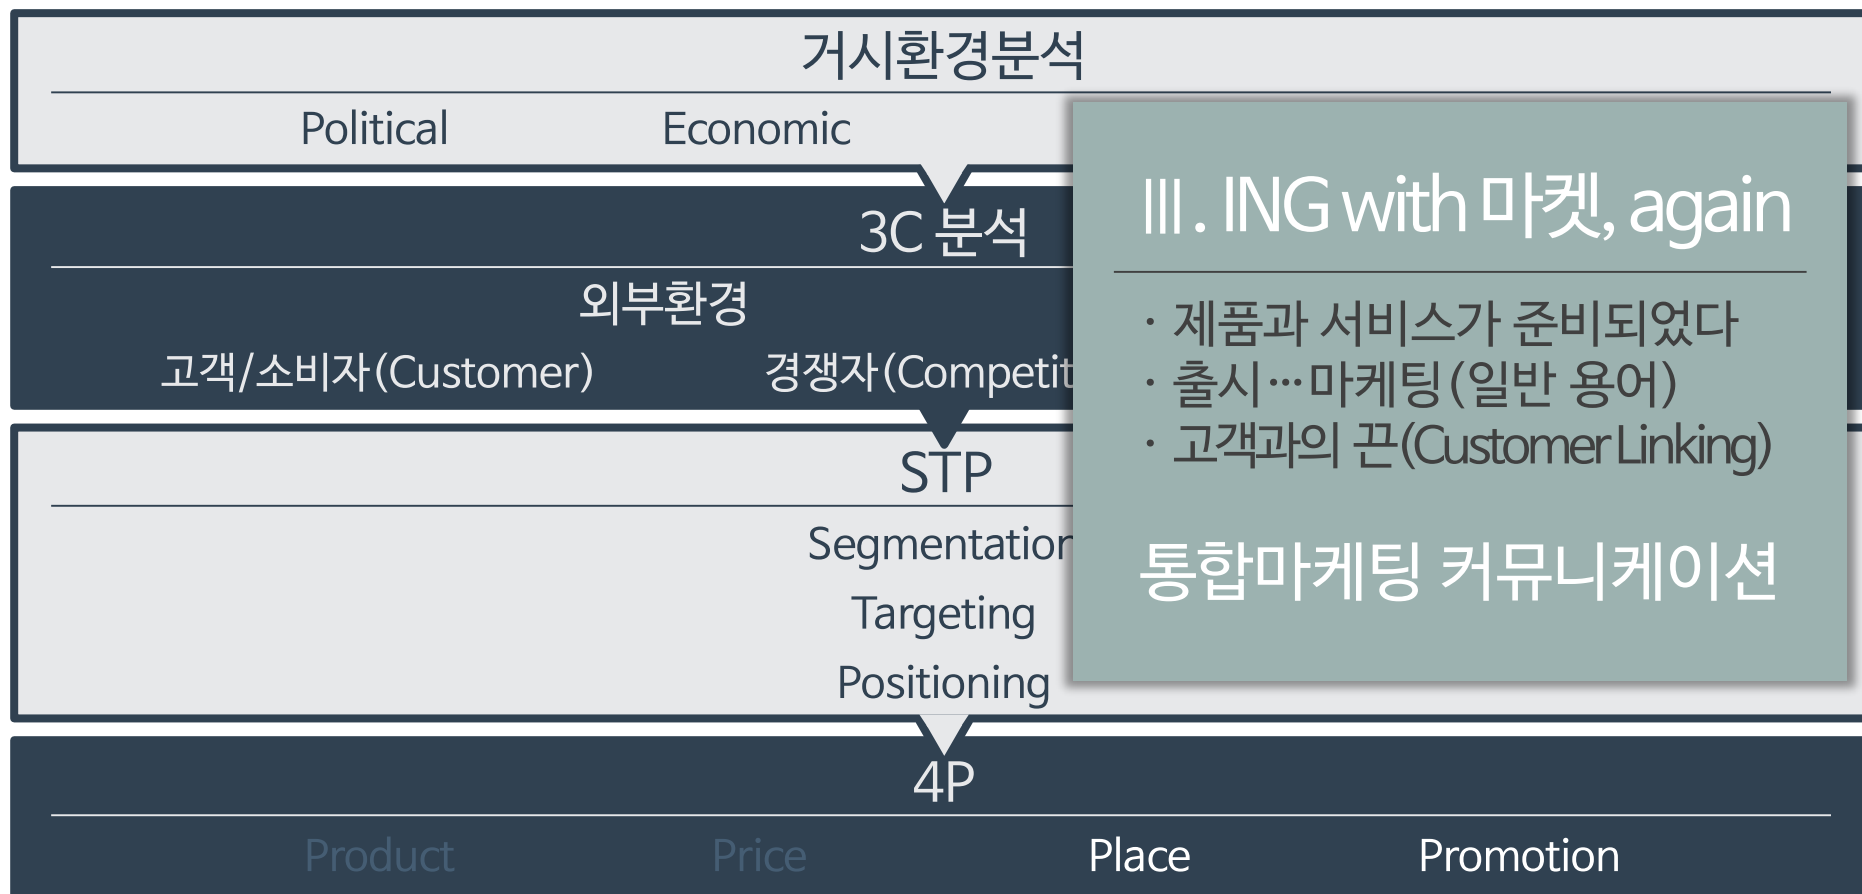 거시환경분석
Political Economic
3C 분석
외부환경
고객/소비자(Customer) 경쟁자(Competit
STP
Segmentation
Targeting
Positioning
4P
Product Price Place Promotion
Ⅲ. ING with 마켓, again
· 제품과 서비스가 준비되었다
· 출시…마케팅(일반 용어)
· 고객과의 끈(Customer Linking)
통합마케팅 커뮤니케이션